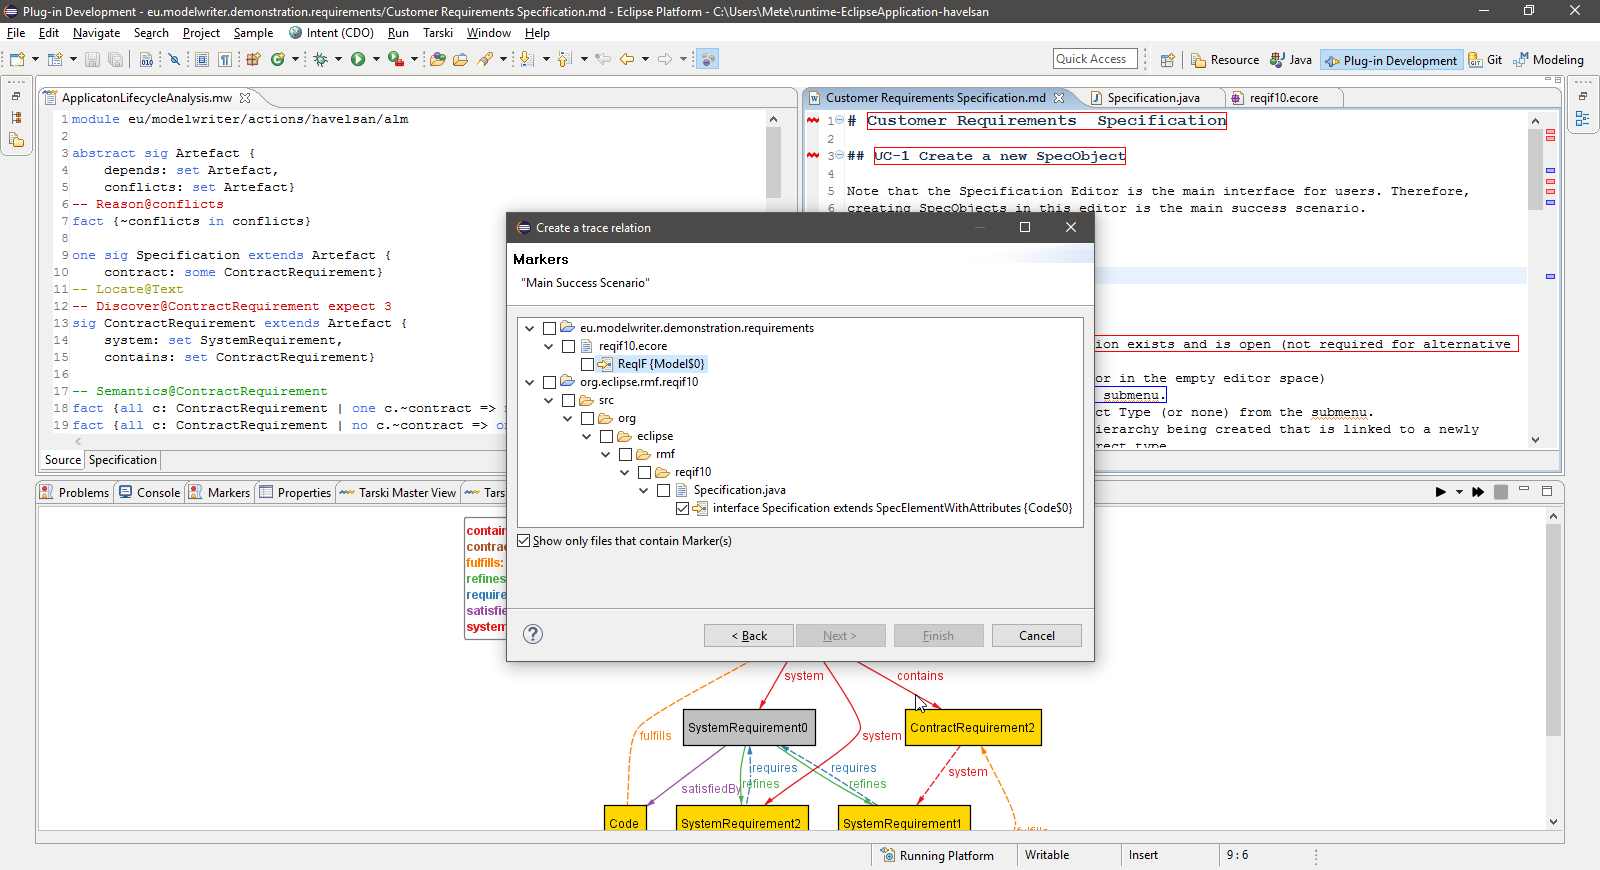 Plug-in Development - eu.modelwriter.demonstration.requirements/Customer Requirements Specification.md - Eclipse Platform - C:\Users\Mete\runtime-EclipseApplication-havelsan
File Edit Navigate Search Project Sample Intent (CDO) Run Tarski Window Help
Quick Access Resource Java Plug-in Development Git Modeling
ApplicatonLifecycleAnalysis.mw
1 module eu/modelwriter/actions/havelsan/alm
2
3 abstract sig Artefact {
4 depends: set Artefact,
5 conflicts: set Artefact}
6 -- Reason@conflicts
7 fact {~conflicts in conflicts}
8
9 one sig Specification extends Artefact {
10 contract: some ContractRequirement}
11 -- Locate@Text
12 -- Discover@ContractRequirement expect 3
13 sig ContractRequirement extends Artefact {
14 system: set SystemRequirement,
15 contains: set ContractRequirement}
16
17 -- Semantics@ContractRequirement
18 fact {all c: ContractRequirement | one c.~contract =>
19 fact {all c: ContractRequirement | no c.~contract =>
Source Specification
Customer Requirements Specification.md Specification.java reqif10.ecore
1 # Customer Requirements  Specification
2
3 ## UC-1 Create a new SpecObject
4
5 Note that the Specification Editor is the main interface for users. Therefore,
6 creating SpecObjects in this editor is the main success scenario.
ion exists and is open (not required for alternative
or in the empty editor space)
submenu.
ct Type (or none) from the submenu.
ierarchy being created that is linked to a newly
rect type
Create a trace relation
Markers
"Main Success Scenario"
eu.modelwriter.demonstration.requirements
reqif10.ecore
ReqIF {Model$0}
org.eclipse.rmf.reqif10
src
org
eclipse
rmf
reqif10
Specification.java
interface Specification extends SpecElementWithAttributes {Code$0}
Show only files that contain Marker(s)
? < Back Next > Finish Cancel
Problems Console Markers Properties Tarski Master View Tars
contain
contrac
fulfills:
refines
require
satisfie
system
system contains
SystemRequirement0 ContractRequirement2
fulfills system
requires requires system
satisfiedBy refines refines
Code SystemRequirement2 SystemRequirement1
fulfills
Running Platform Writable Insert 9 : 6